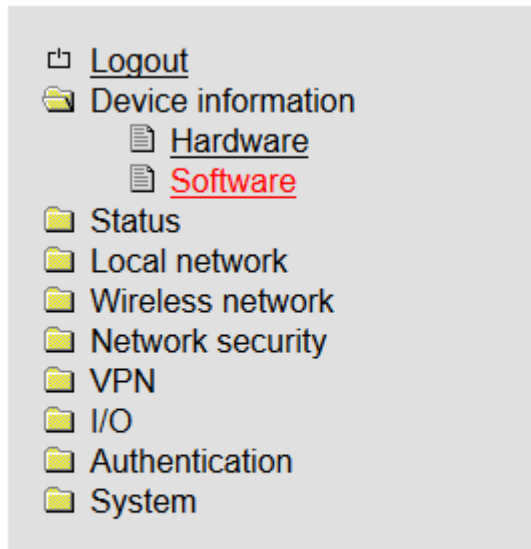 Logout
Device information
Hardware
Software
Status
Local network
Wireless network
Network security
VPN
I/O
Authentication
System